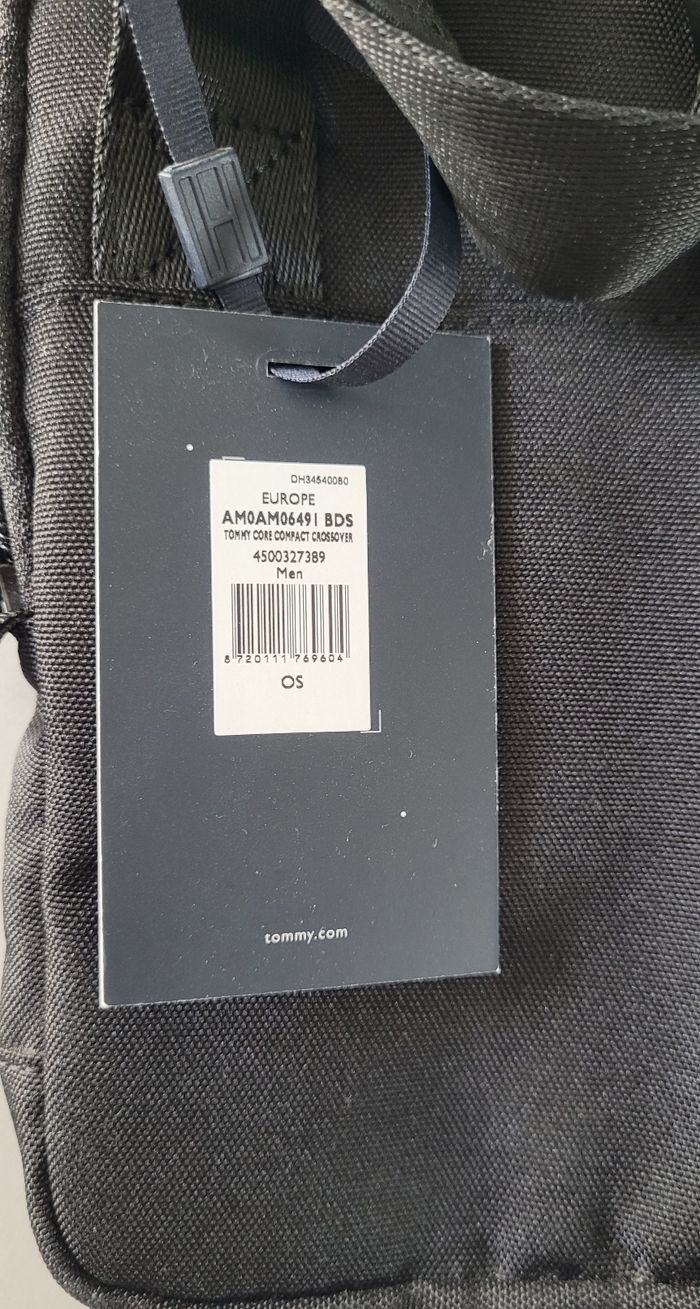 DH34540080
EUROPE
AM0AM06491 BDS
TOMMY CORE COMPACT CROSSOVER
4500327389
Men
8 720111 769604
OS
tommy.com